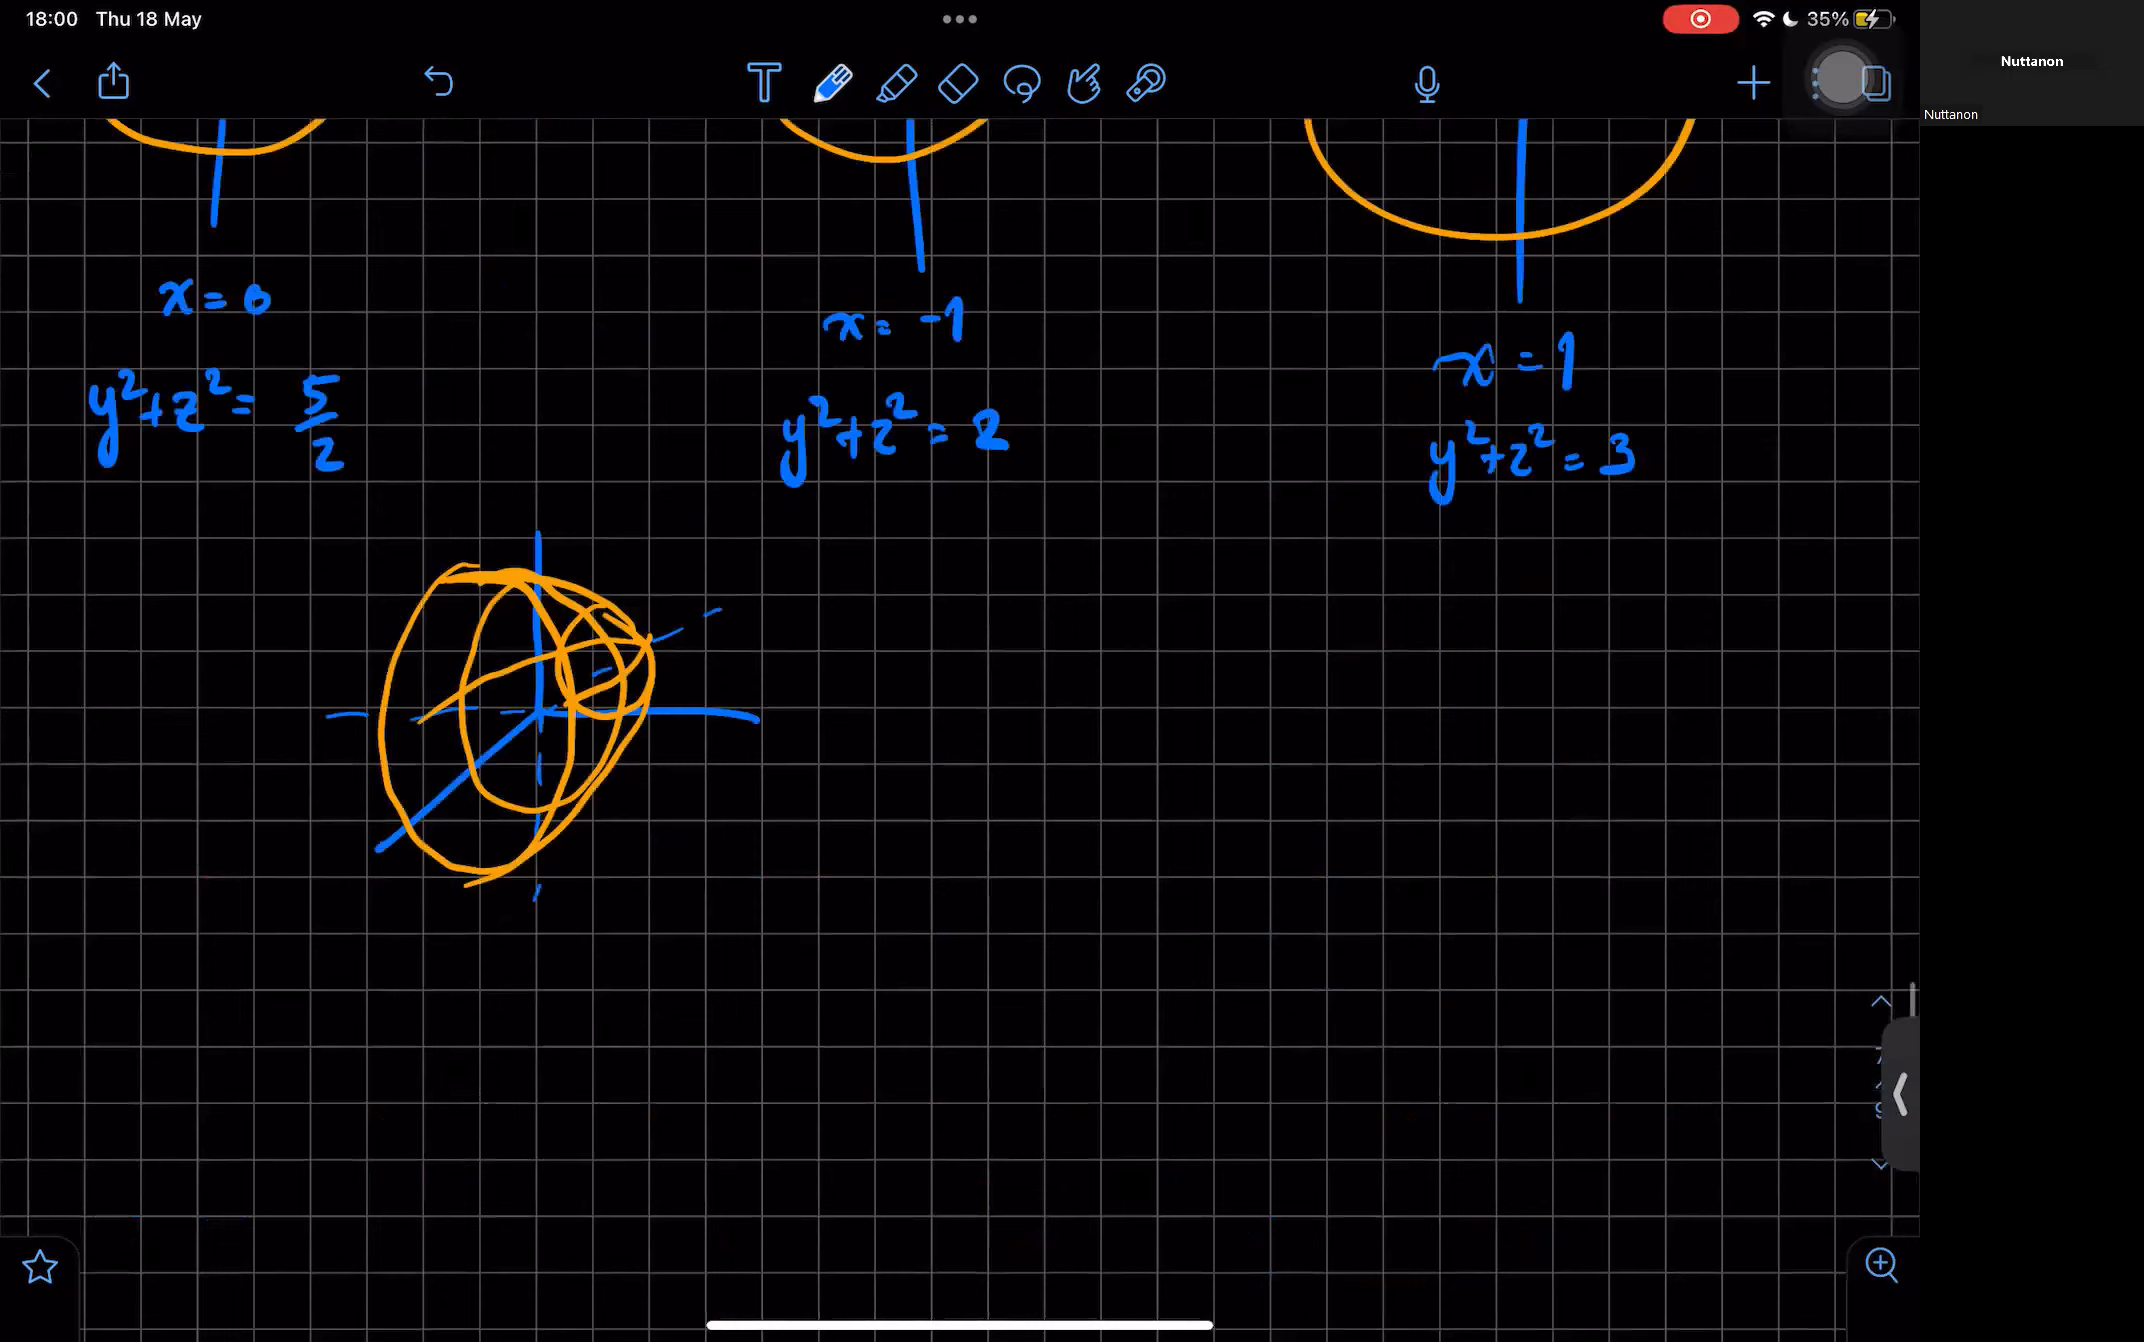 18:00 Thu 18 May
35%
Nuttanon
Nuttanon
x = 0
y² + z² = 5/2
x = -1
y² + z² = 2
x = 1
y² + z² = 3